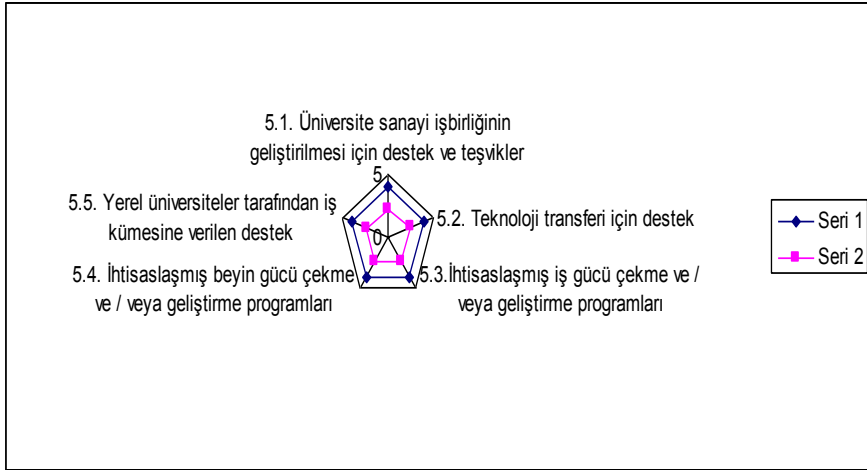 5.1. Üniversite sanayi işbirliğinin
geliştirilmesi için destek ve teşvikler
5
5.5. Yerel üniversiteler tarafından iş
kümesine verilen destek
5.2. Teknoloji transferi için destek
0
5.4. İhtisaslaşmış beyin gücü çekme
ve / veya geliştirme programları
5.3.İhtisaslaşmış iş gücü çekme ve /
veya geliştirme programları
Seri 1
Seri 2